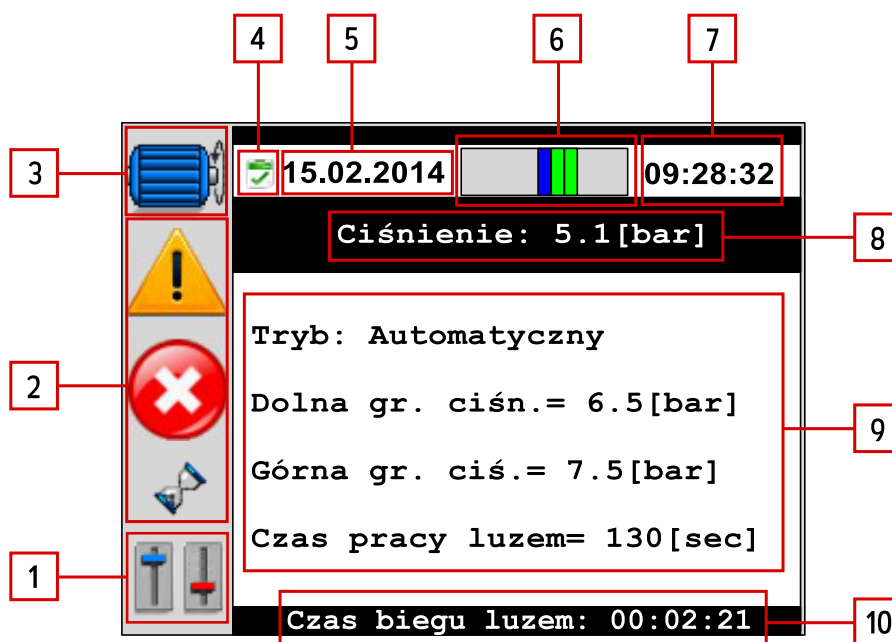 4 5 6 7
3
15.02.2014 09:28:32
Ciśnienie: 5.1[bar]
8
Tryb: Automatyczny
2
Dolna gr. ciśn.= 6.5[bar]
9
Górna gr. ciś.= 7.5[bar]
Czas pracy luzem= 130[sec]
1
Czas biegu luzem: 00:02:21
10